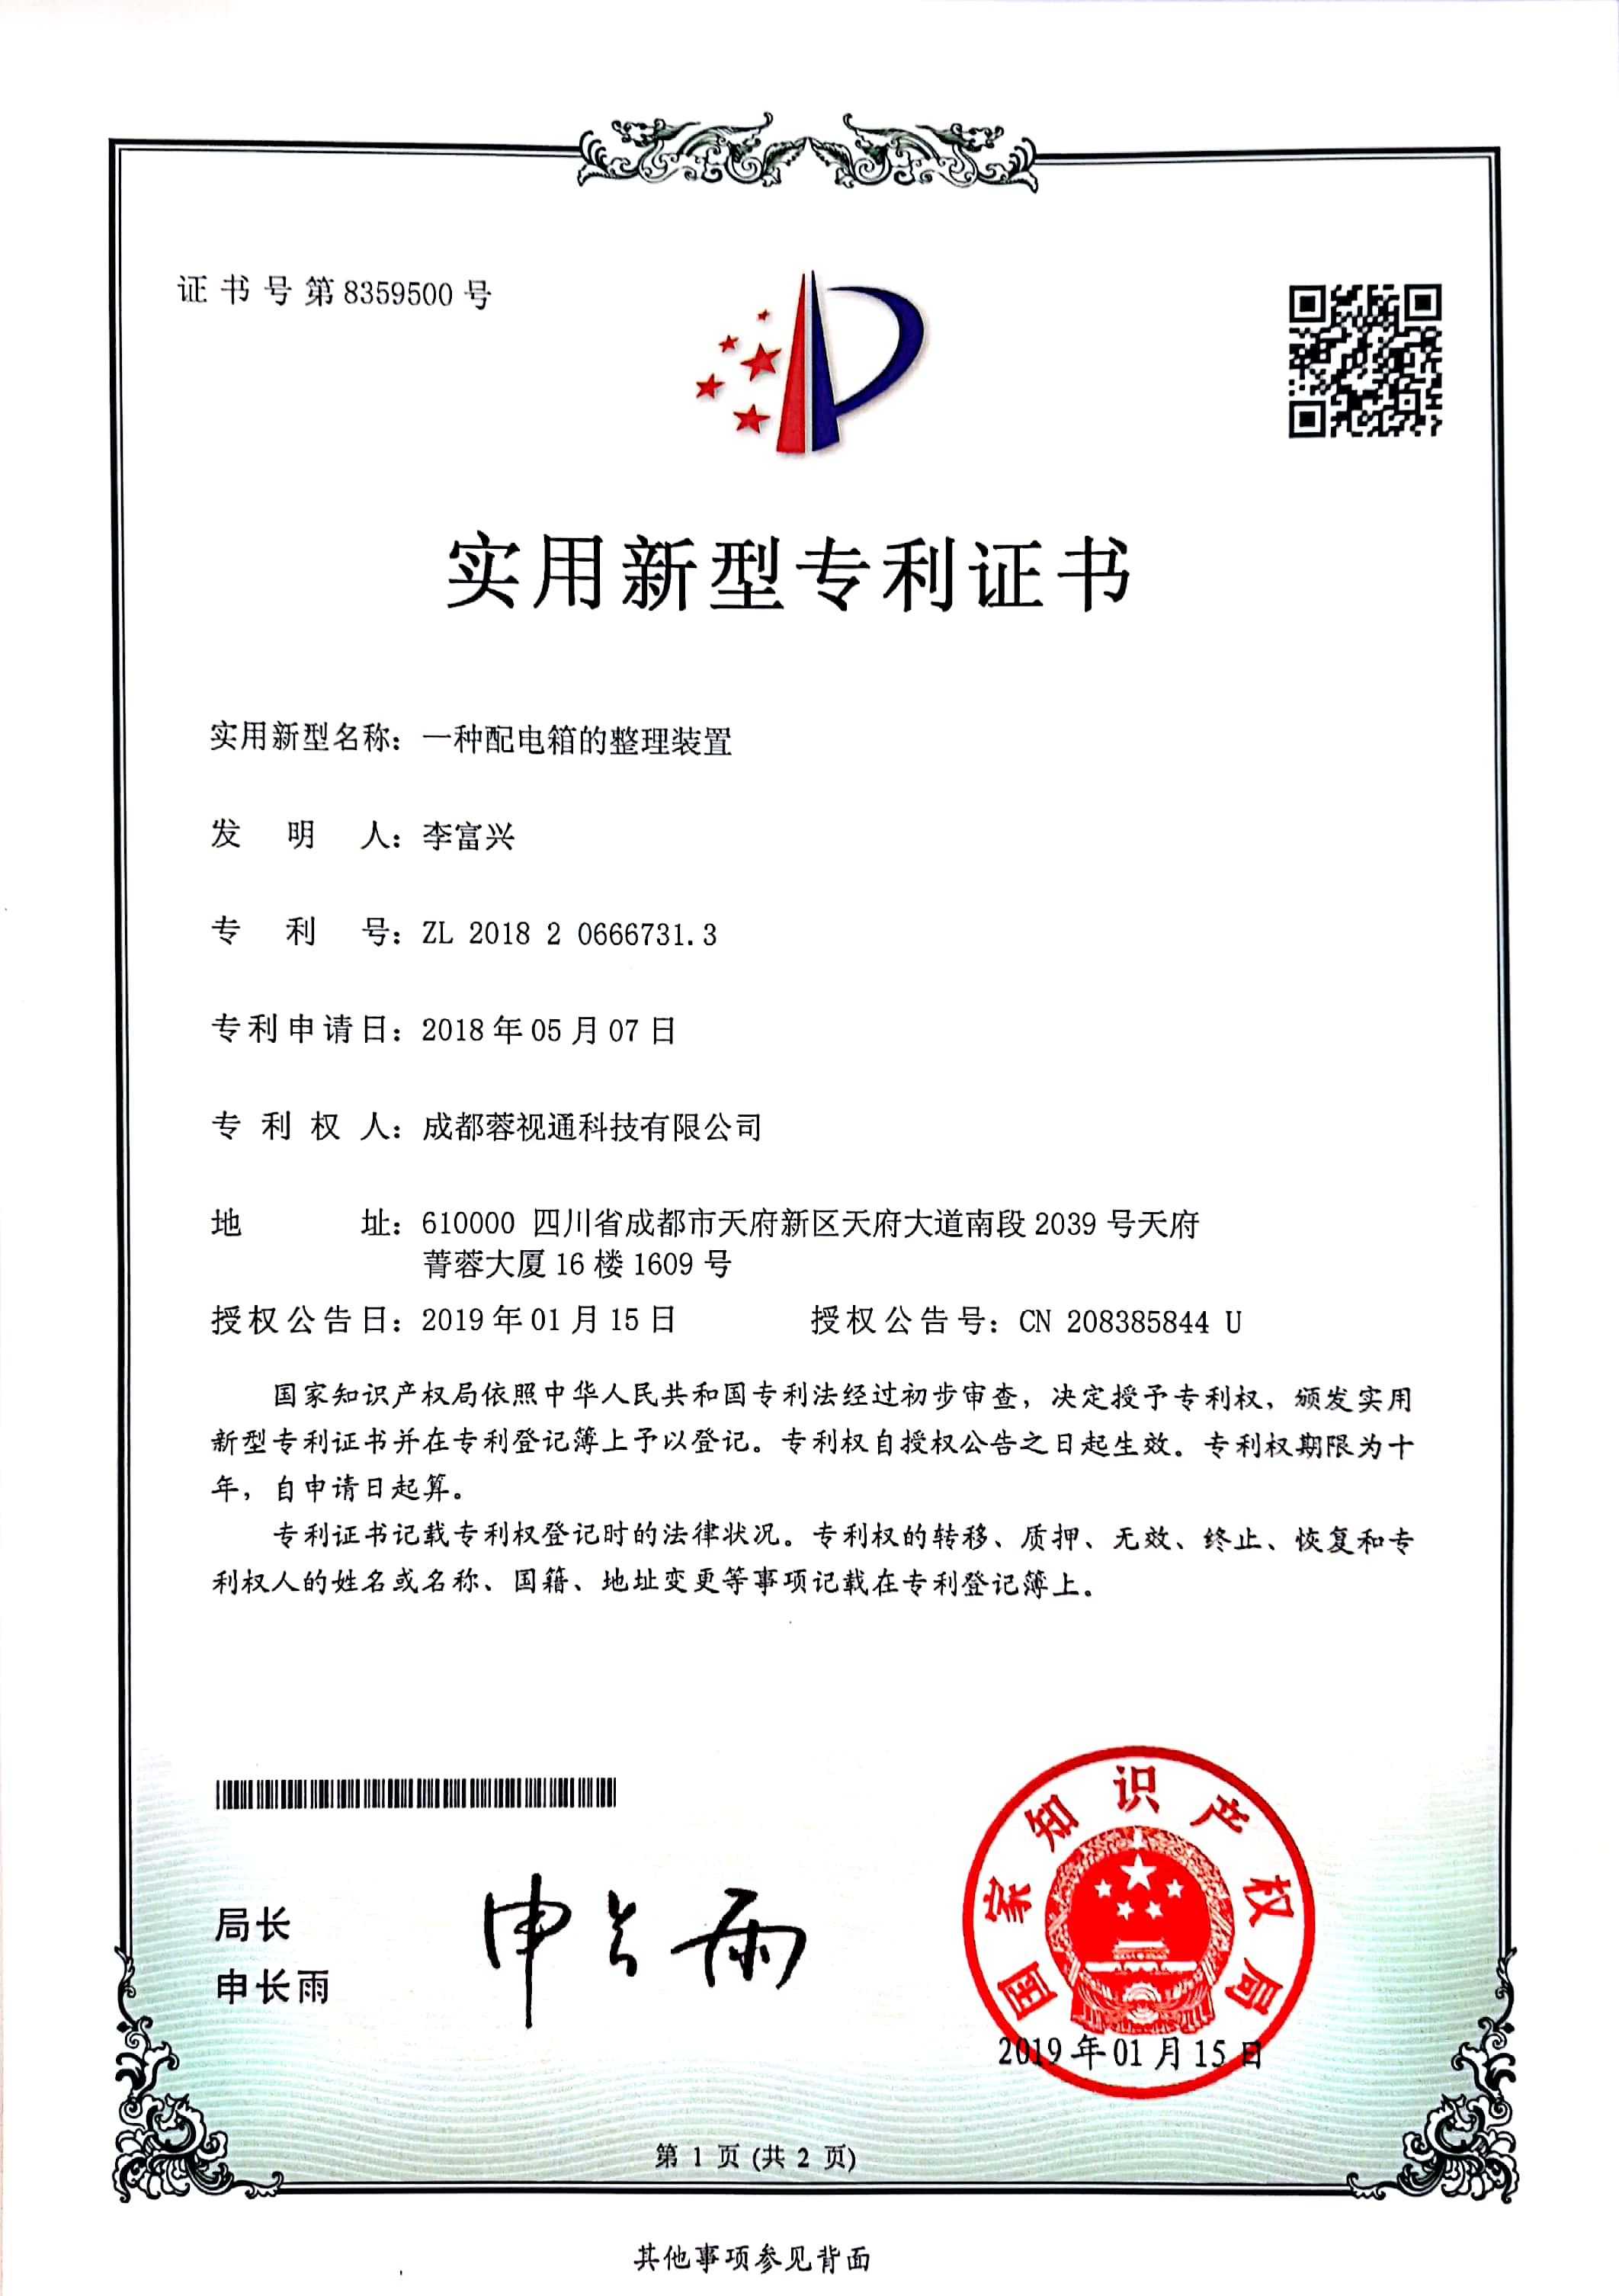 证书号第8359500号
实用新型专利证书
实用新型名称：一种配电箱的整理装置
发明人：李富兴
专利号：ZL 2018 2 0666731.3
专利申请日：2018年05月07日
专利权人：成都蓉视通科技有限公司
地址：610000 四川省成都市天府新区天府大道南段2039号天府
菁蓉大厦16楼1609号
授权公告日：2019年01月15日 授权公告号：CN 208385844 U
国家知识产权局依照中华人民共和国专利法经过初步审查，决定授予专利权，颁发实用
新型专利证书并在专利登记簿上予以登记。专利权自授权公告之日起生效。专利权期限为十
年，自申请日起算。
专利证书记载专利权登记时的法律状况。专利权的转移、质押、无效、终止、恢复和专
利权人的姓名或名称、国籍、地址变更等事项记载在专利登记簿上。
局长
申长雨
申长雨
国家知识产权局
2019年01月15日
第 1 页 (共 2 页)
其他事项参见背面